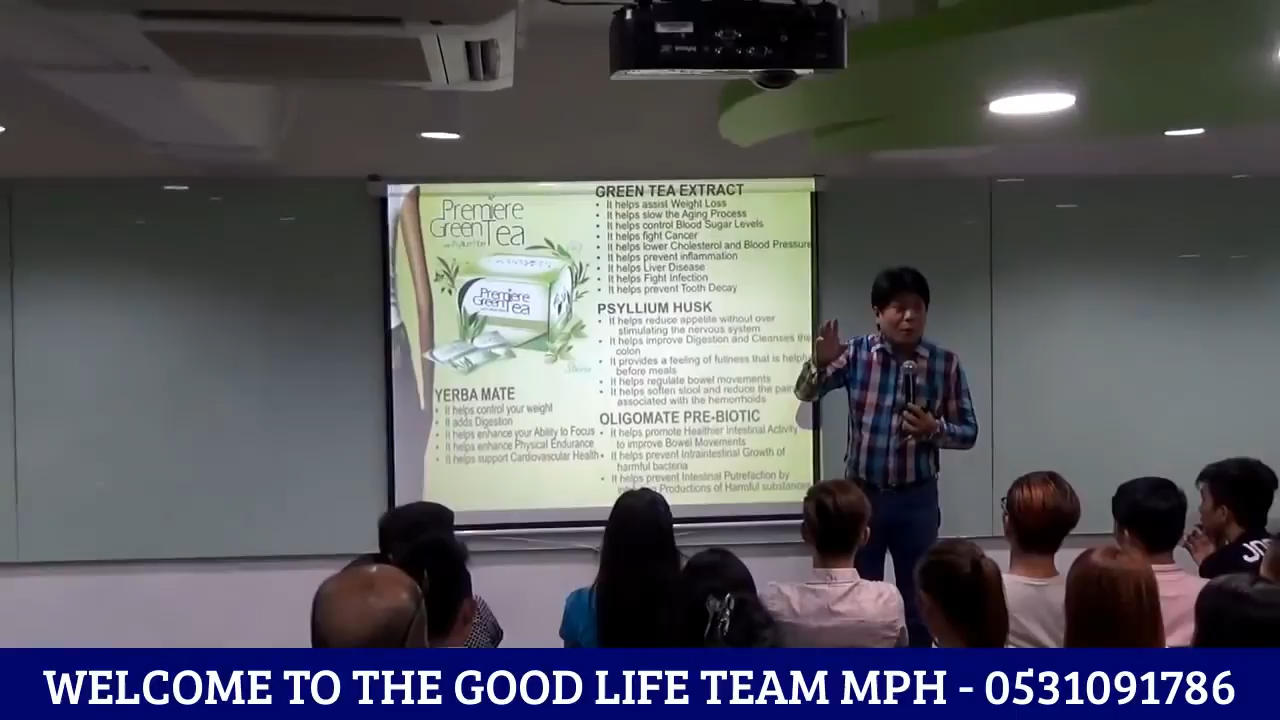 Premiere
Green Tea
Premiere
Green Tea
YERBA MATE
• It helps control your weight
• It adds Digestion
• It helps enhance your Ability to Focus
• It helps enhance Physical Endurance
• It helps support Cardiovascular Health
GREEN TEA EXTRACT
• It helps assist Weight Loss
• It helps slow the Aging Process
• It helps control Blood Sugar Levels
• It helps fight Cancer
• It helps lower Cholesterol and Blood Pressure
• It helps prevent inflammation
• It helps Liver Disease
• It helps Fight Infection
• It helps prevent Tooth Decay
PSYLLIUM HUSK
• It helps reduce appetite without over
stimulating the nervous system
• It helps improve Digestion and Cleanses the
colon
• It provides a feeling of fullness that is helpful
before meals
• It helps regulate bowel movements
• It helps soften stool and reduce the pain
associated with the hemorrhoids
OLIGOMATE PRE-BIOTIC
• It helps promote Healthier Intestinal Activity
to improve Bowel Movements
• It helps prevent Intraintestinal Growth of
harmful bacteria
• It helps prevent Intestinal Putrefaction by
Productions of Harmful substances
WELCOME TO THE GOOD LIFE TEAM MPH - 0531091786